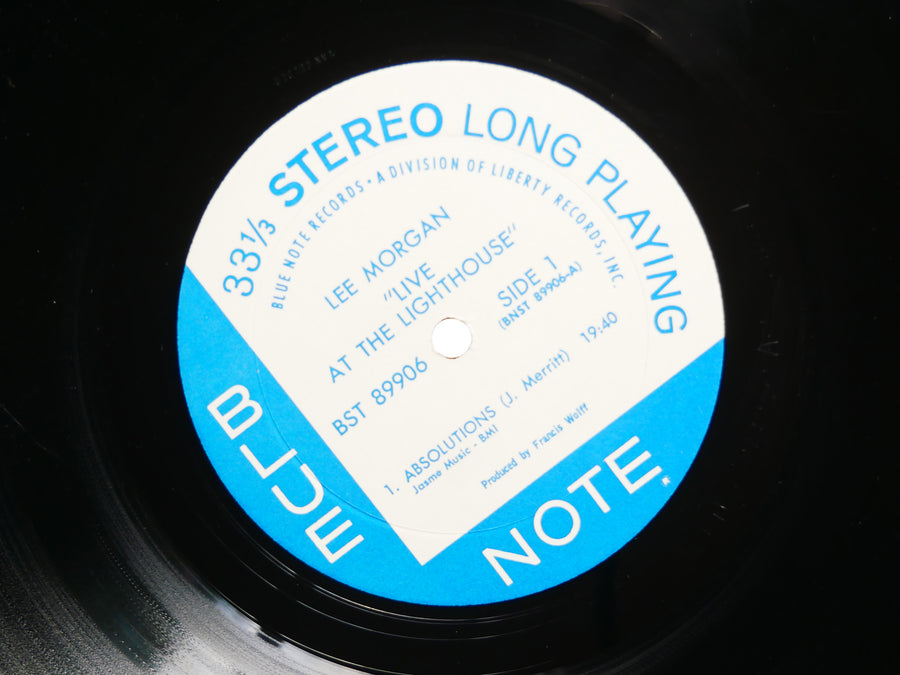 33⅓ STEREO LONG PLAYING
BLUE NOTE RECORDS • A DIVISION OF LIBERTY RECORDS, INC.
LEE MORGAN
"LIVE
AT THE LIGHTHOUSE"
BST 89906
SIDE 1
(BNST 89906-A)
1. ABSOLUTIONS (J. Merritt) 19:40
Jasme Music - BMI
Produced by Francis Wolff
BLUE
NOTE